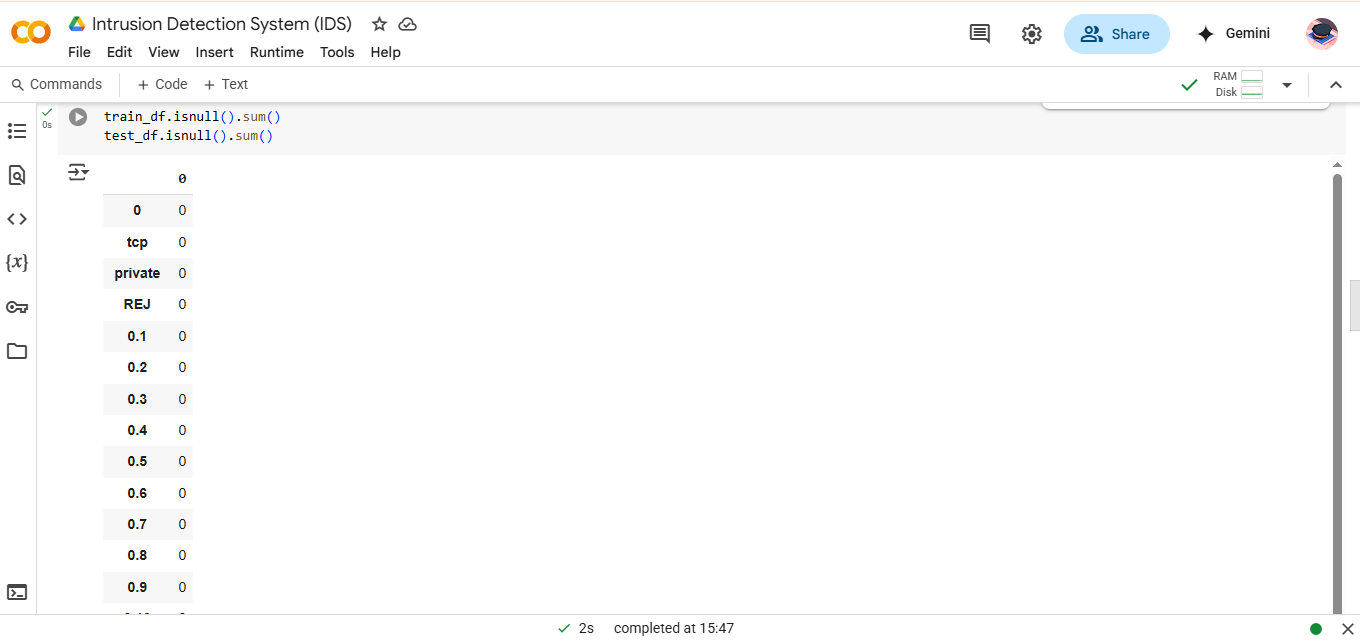 Intrusion Detection System (IDS)
File Edit View Insert Runtime Tools Help
Share
Gemini
Commands + Code + Text
RAM
Disk
0s
train_df.isnull().sum()
test_df.isnull().sum()
0
0 0
tcp 0
private 0
REJ 0
0.1 0
0.2 0
0.3 0
0.4 0
0.5 0
0.6 0
0.7 0
0.8 0
0.9 0
{x}
2s completed at 15:47